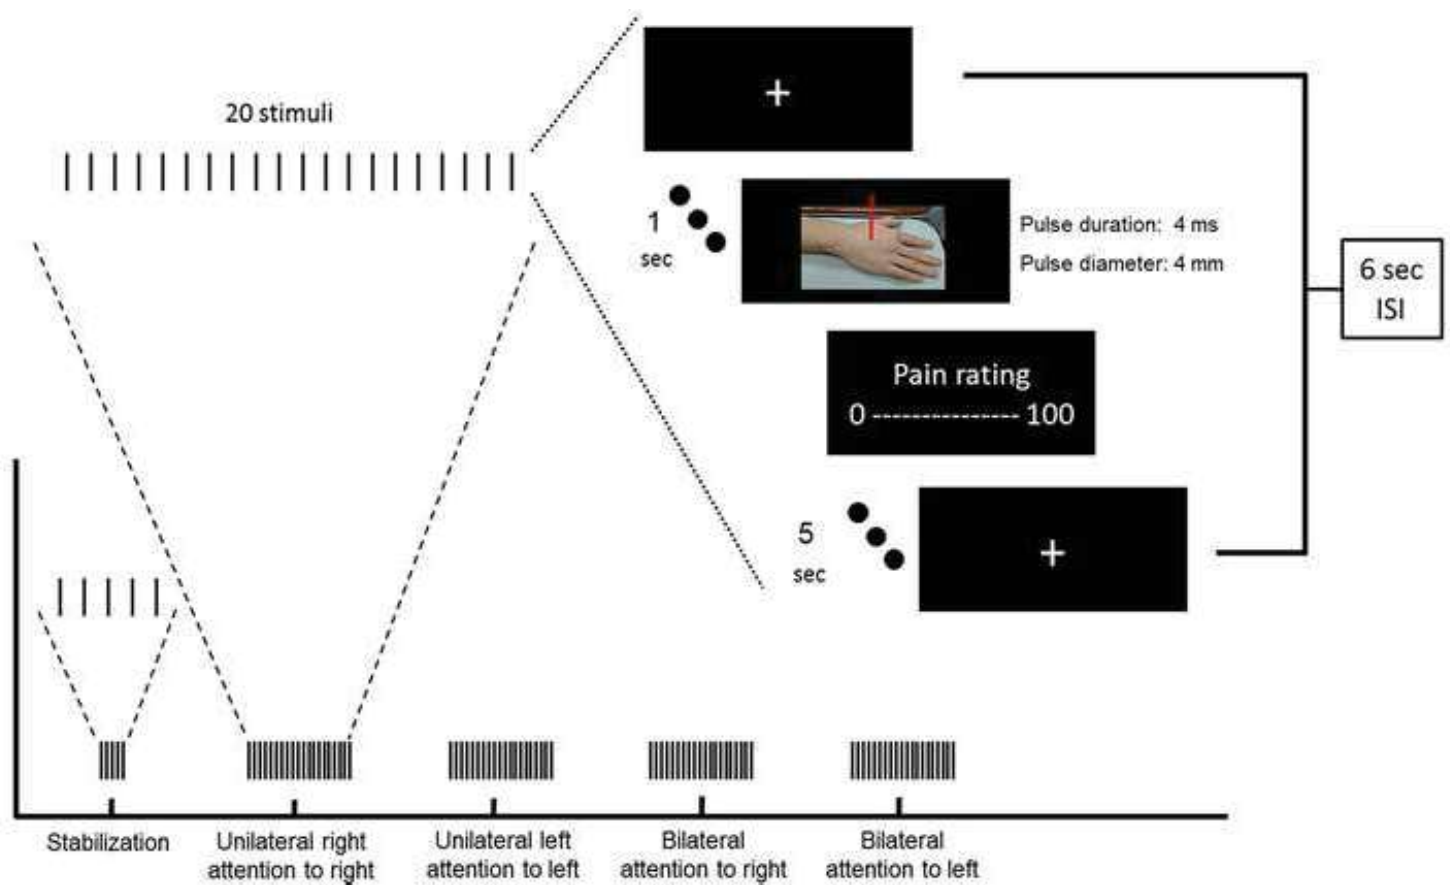 20 stimuli
+
1
sec
Pulse duration: 4 ms
Pulse diameter: 4 mm
6 sec
ISI
Pain rating
0 --------------- 100
5
sec
+
Stabilization
Unilateral right
attention to right
Unilateral left
attention to left
Bilateral
attention to right
Bilateral
attention to left